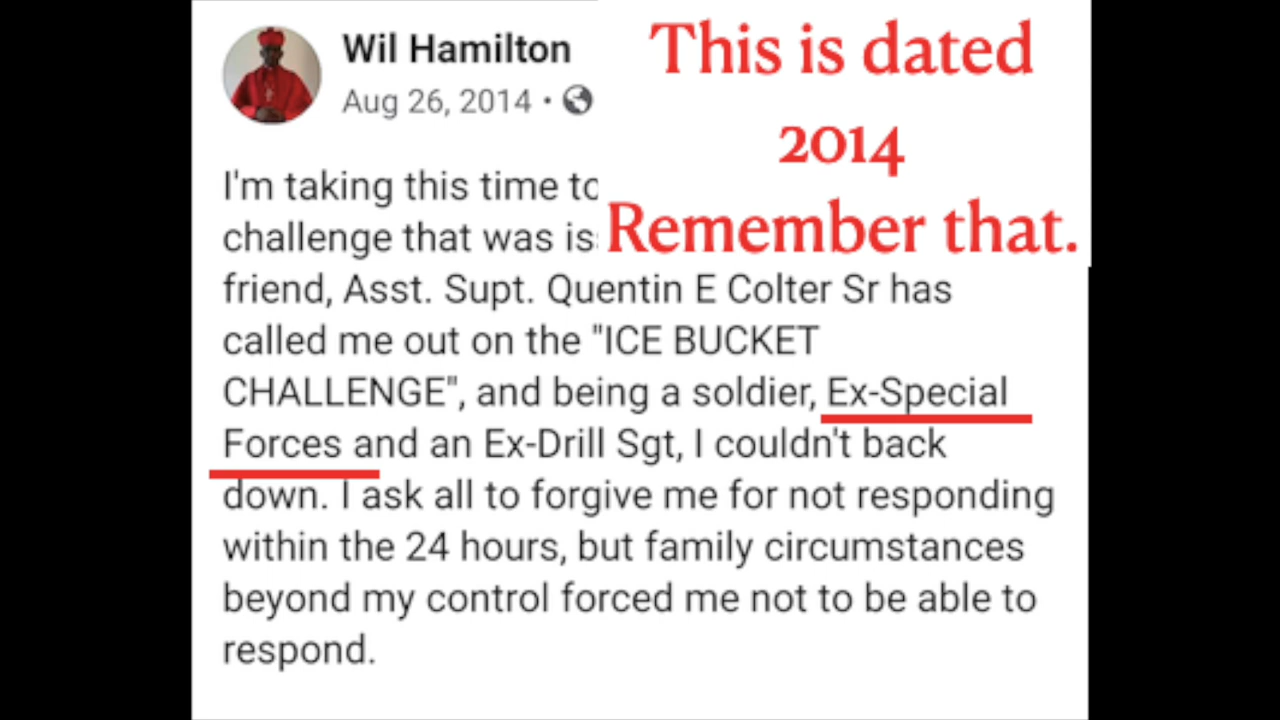 Wil Hamilton
Aug 26, 2014 •
This is dated
2014
Remember that.
I'm taking this time to
challenge that was is
friend, Asst. Supt. Quentin E Colter Sr has
called me out on the "ICE BUCKET
CHALLENGE", and being a soldier, Ex-Special
Forces and an Ex-Drill Sgt, I couldn't back
down. I ask all to forgive me for not responding
within the 24 hours, but family circumstances
beyond my control forced me not to be able to
respond.